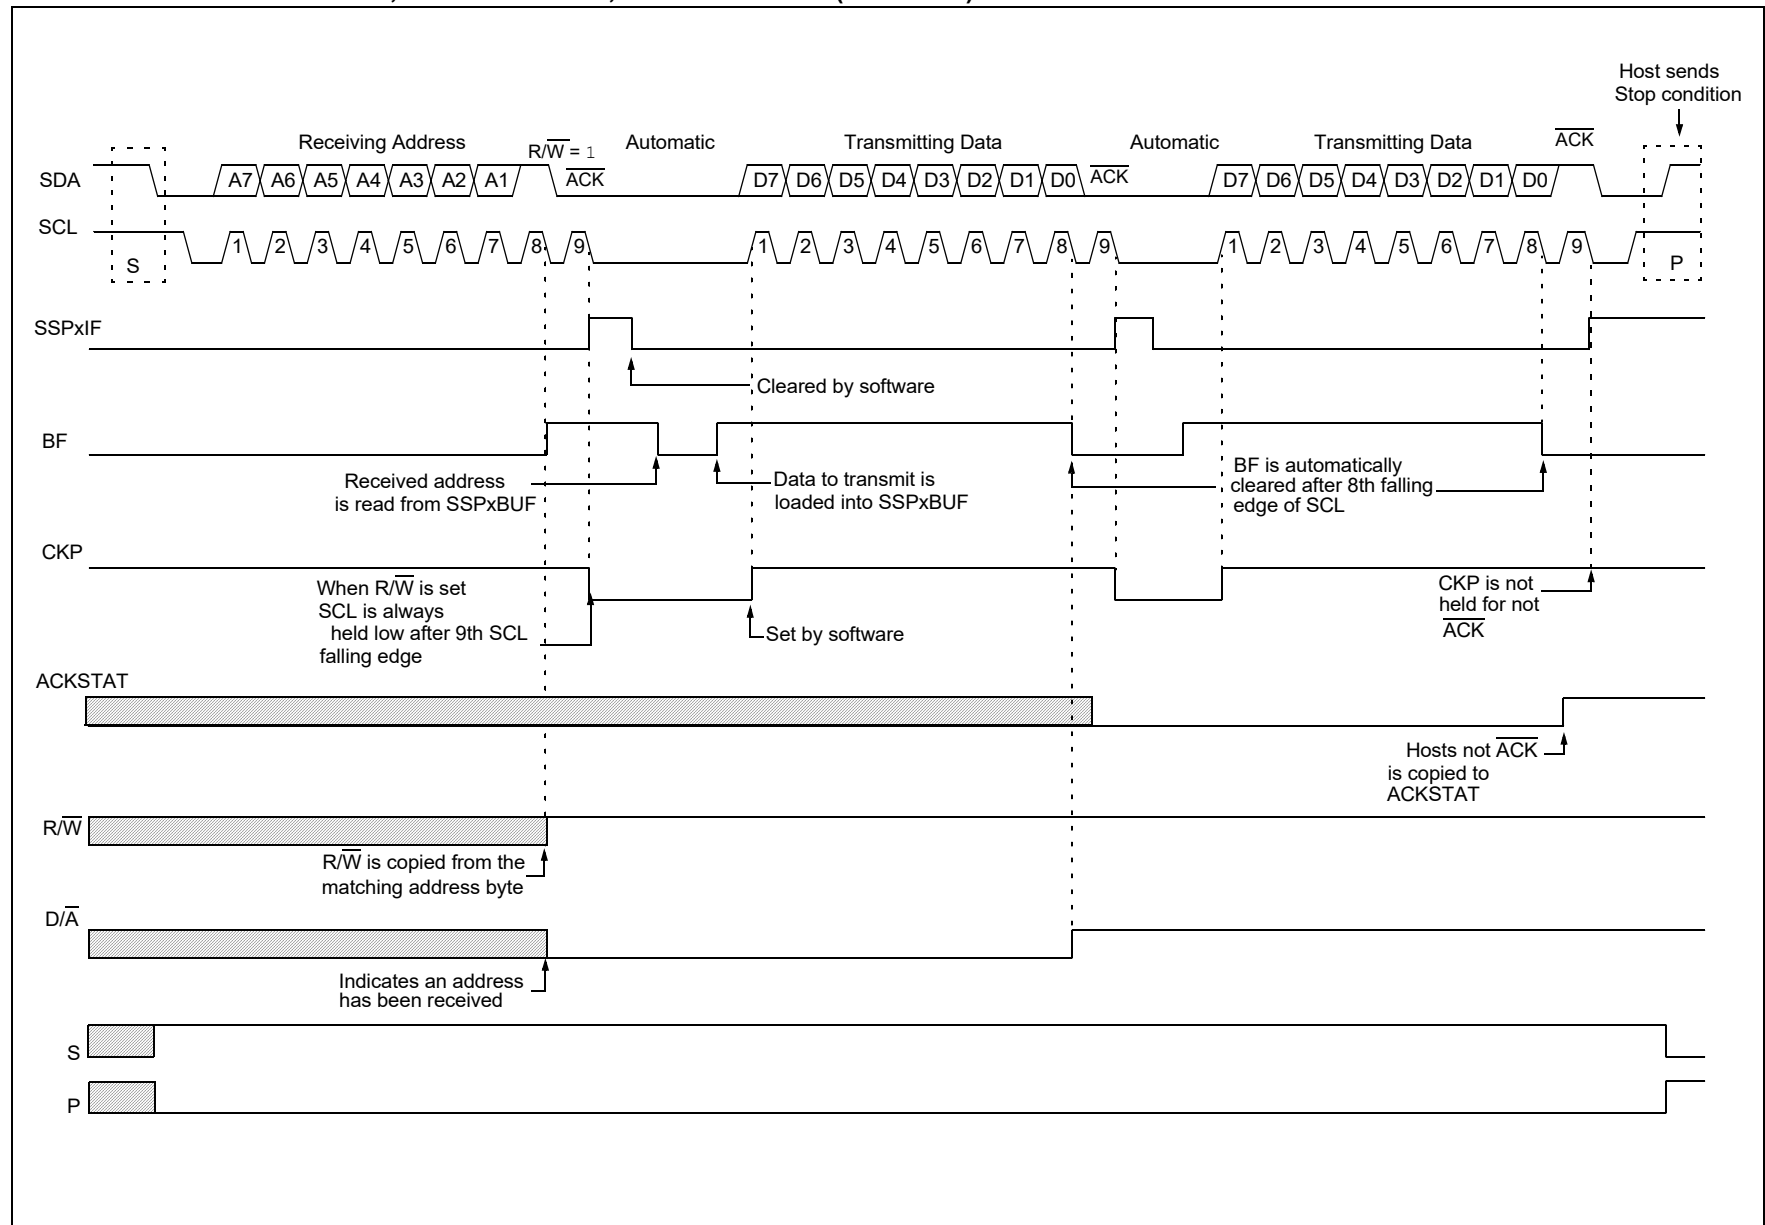 Host sends
Stop condition
Receiving Address
R/W̅ = 1
Automatic
Transmitting Data
A̅C̅K̅
Automatic
Transmitting Data
A̅C̅K̅
SDA
A7 A6 A5 A4 A3 A2 A1
A̅C̅K̅
D7 D6 D5 D4 D3 D2 D1 D0
D7 D6 D5 D4 D3 D2 D1 D0
SCL
1 2 3 4 5 6 7 8 9
1 2 3 4 5 6 7 8 9
1 2 3 4 5 6 7 8 9
S
P
SSPxIF
Cleared by software
BF
Received address
is read from SSPxBUF
Data to transmit is
loaded into SSPxBUF
BF is automatically
cleared after 8th falling
edge of SCL
CKP
When R/W̅ is set
SCL is always
held low after 9th SCL
falling edge
Set by software
CKP is not
held for not
A̅C̅K̅
ACKSTAT
Hosts not A̅C̅K̅
is copied to
ACKSTAT
R/W̅
R/W̅ is copied from the
matching address byte
D/A̅
Indicates an address
has been received
S
P